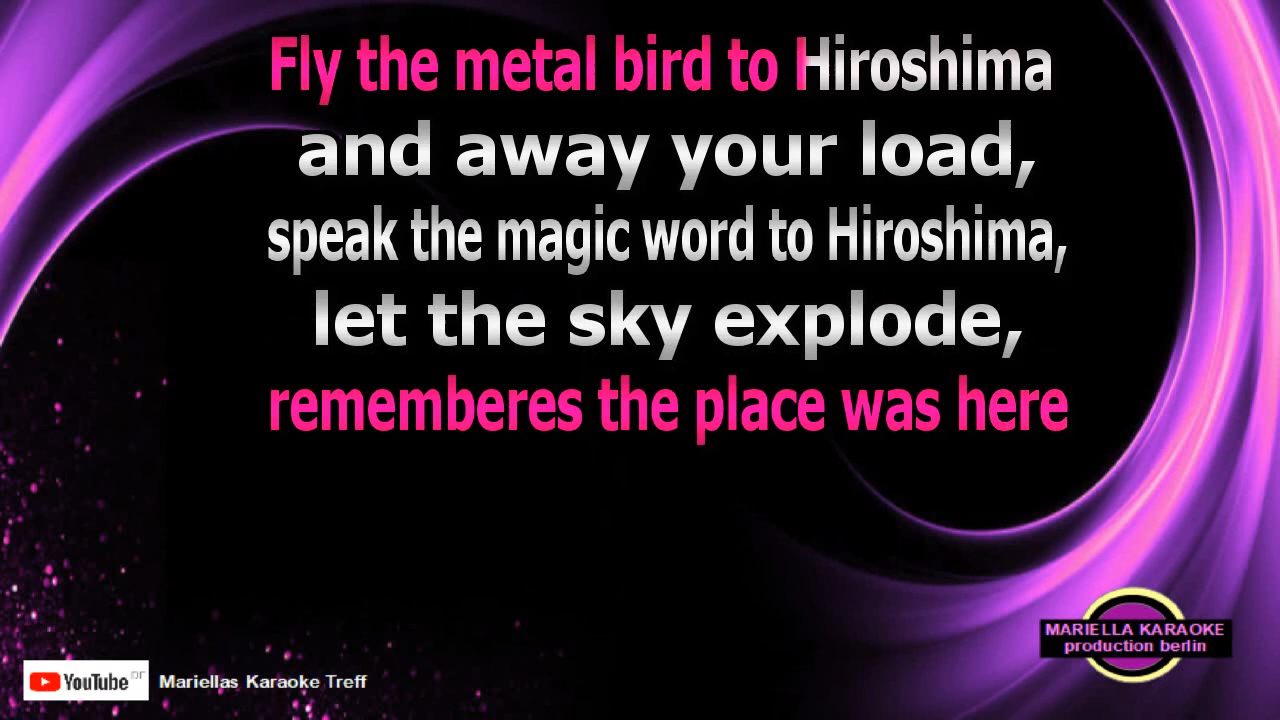 Fly the metal bird to Hiroshima
and away your load,
speak the magic word to Hiroshima,
let the sky explode,
rememberes the place was here
MARIELLA KARAOKE
production berlin
YouTube DE
Mariellas Karaoke Treff